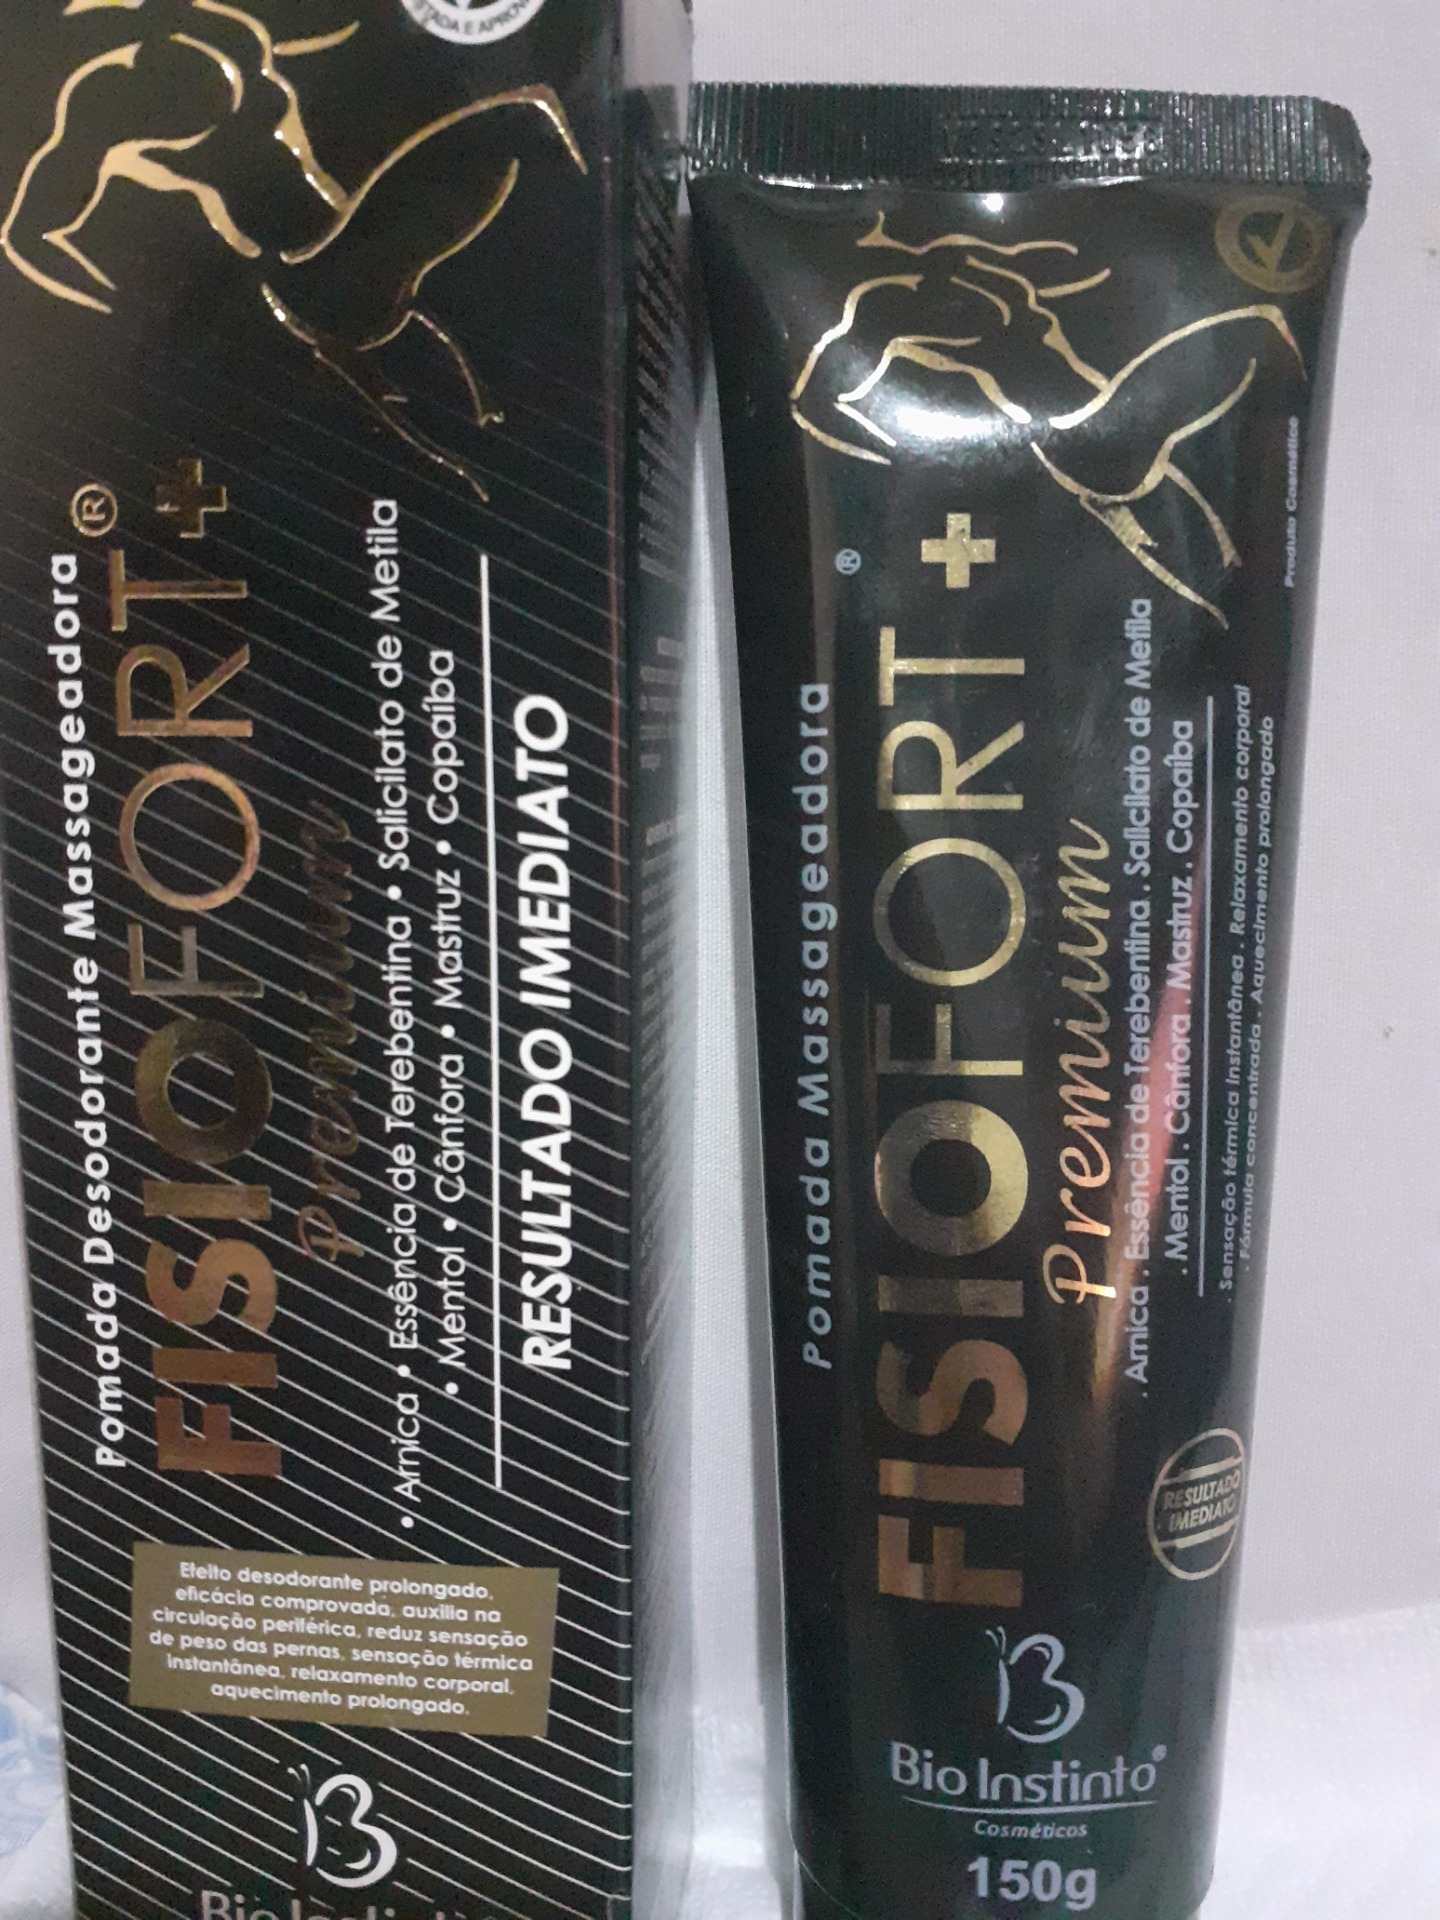 Pomada Desodorante Massageadora
FISIOFORT+®
Premium
• Arnica • Essência de Terebentina • Salicilato de Metila
• Mentol • Cânfora • Mastruz • Copaíba
RESULTADO IMEDIATO
Efeito desodorante prolongado,
eficácia comprovada, auxilia na
circulação periférica, reduz sensação
de peso das pernas, sensação térmica
instantânea, relaxamento corporal,
aquecimento prolongado.
Pomada Massageadora
FISIOFORT+®
Premium
. Arnica . Essência de Terebentina . Salicilato de Metila
. Mentol . Cânfora . Mastruz . Copaíba
. Sensação térmica instantânea . Relaxamento corporal
. Fórmula concentrada . Aquecimento prolongado
Produto Cosmético
RESULTADO
IMEDIATO
Bio Instinto®
Cosméticos
150g